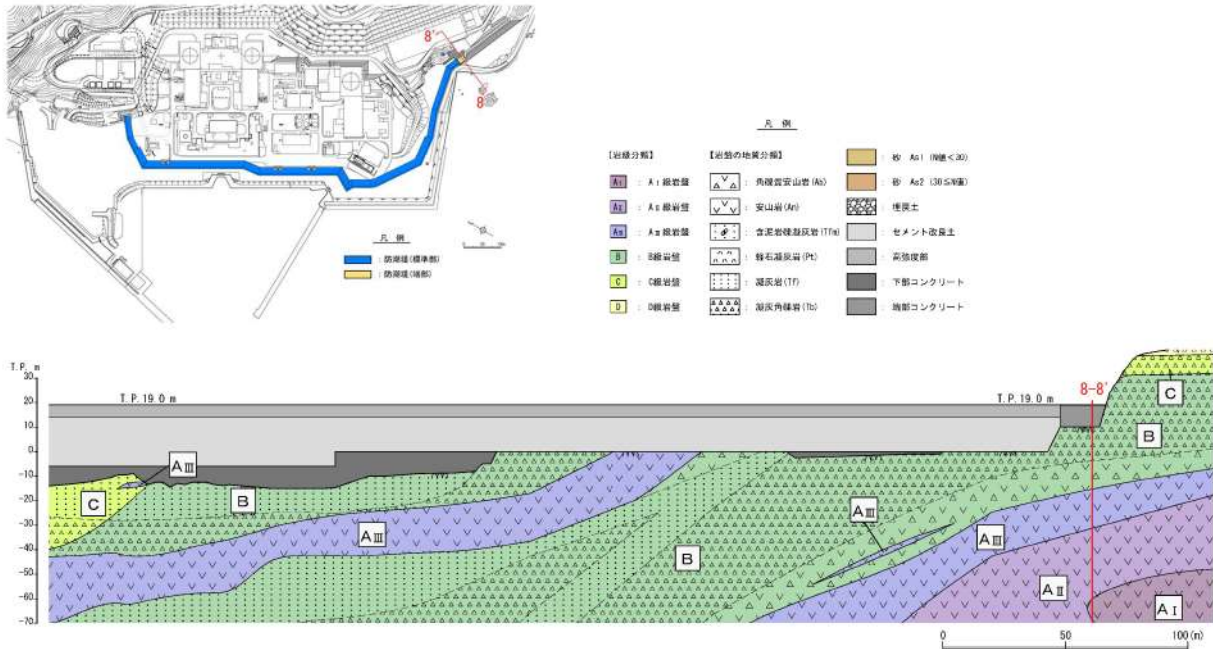 8'
8
凡 例
: 防潮堤(標準部)
: 防潮堤(端部)
凡 例
【岩級分類】
【岩盤の地質分類】
AⅠ : AⅠ級岩盤
AⅡ : AⅡ級岩盤
AⅢ : AⅢ級岩盤
B : B級岩盤
C : C級岩盤
D : D級岩盤
: 角礫質安山岩(Ab)
: 安山岩(An)
: 含泥岩礫凝灰岩(Tfm)
: 軽石凝灰岩(Pt)
: 凝灰岩(Tf)
: 凝灰角礫岩(Tb)
: 砂 As1 (N値<30)
: 砂 As2 (30≦N値)
: 埋戻土
: セメント改良土
: 高強度部
: 下部コンクリート
: 端部コンクリート
T.P. m
30
20
10
0
-10
-20
-30
-40
-50
-60
-70
T.P. 19.0 m
T.P. 19.0 m
8-8'
C
B
AⅢ
C
B
AⅢ
AⅢ
B
AⅢ
AⅡ
AⅠ
0 50 100(m)